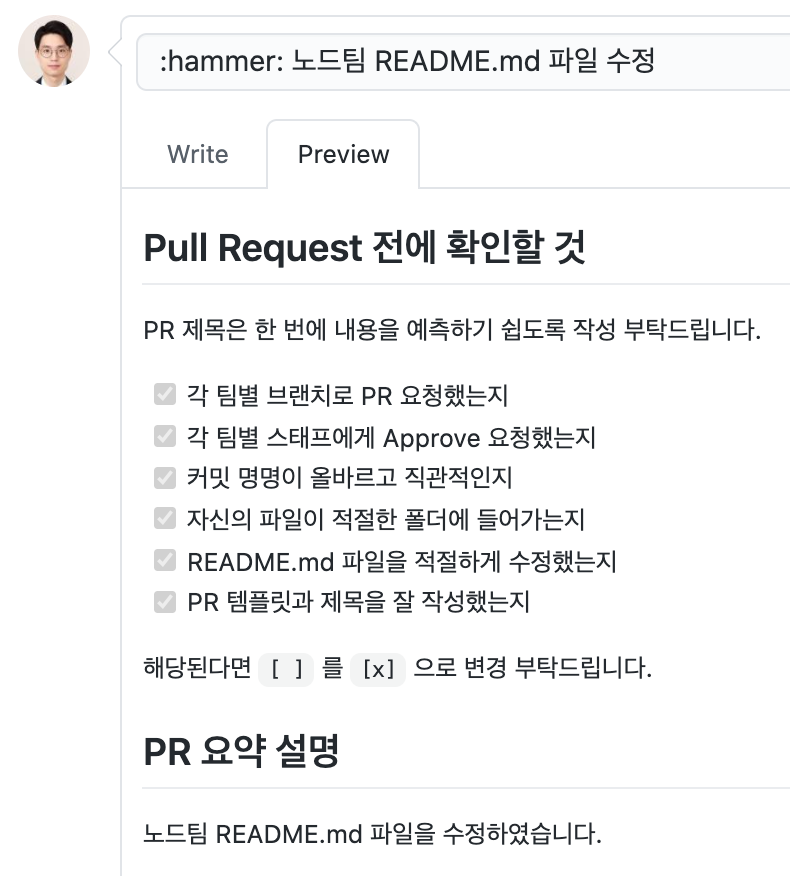 :hammer: 노드팀 README.md 파일 수정
Write
Preview
Pull Request 전에 확인할 것
PR 제목은 한 번에 내용을 예측하기 쉽도록 작성 부탁드립니다.
각 팀별 브랜치로 PR 요청했는지
각 팀별 스태프에게 Approve 요청했는지
커밋 명명이 올바르고 직관적인지
자신의 파일이 적절한 폴더에 들어가는지
README.md 파일을 적절하게 수정했는지
PR 템플릿과 제목을 잘 작성했는지
해당된다면 [ ] 를 [x] 으로 변경 부탁드립니다.
PR 요약 설명
노드팀 README.md 파일을 수정하였습니다.